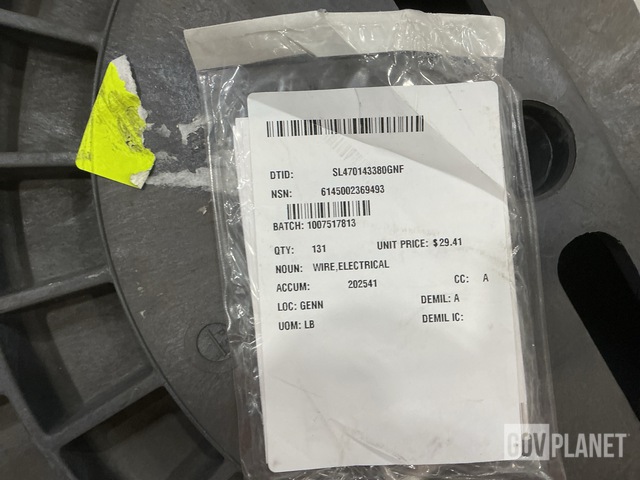 DTID: SL470143380GNF
NSN: 6145002369493
BATCH: 1007517813
QTY: 131 UNIT PRICE: $29.41
NOUN: WIRE,ELECTRICAL
ACCUM: 202541 CC: A
LOC: GENN DEMIL: A
UOM: LB DEMIL IC:
GOVPLANET